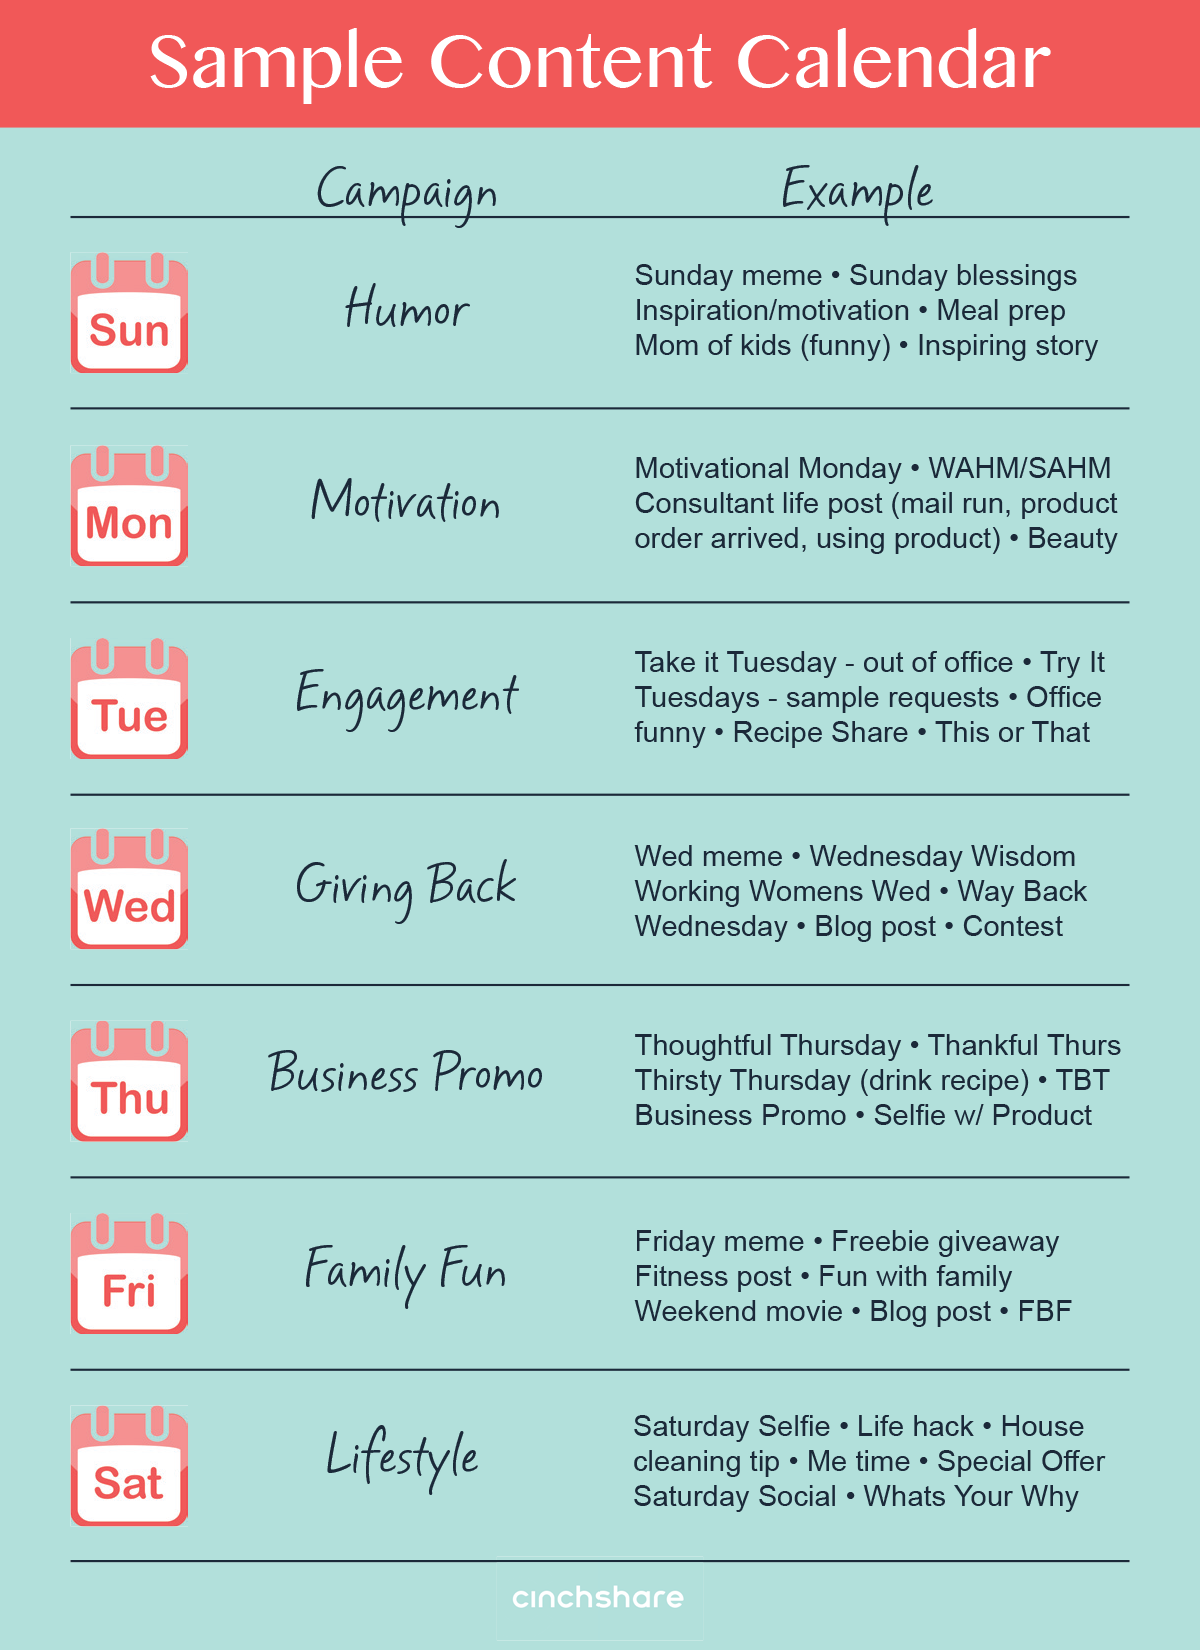 Sample Content Calendar
Campaign Example
Sun Humor
Sunday meme • Sunday blessings
Inspiration/motivation • Meal prep
Mom of kids (funny) • Inspiring story
Mon Motivation
Motivational Monday • WAHM/SAHM
Consultant life post (mail run, product
order arrived, using product) • Beauty
Tue Engagement
Take it Tuesday - out of office • Try It
Tuesdays - sample requests • Office
funny • Recipe Share • This or That
Wed Giving Back
Wed meme • Wednesday Wisdom
Working Womens Wed • Way Back
Wednesday • Blog post • Contest
Thu Business Promo
Thoughtful Thursday • Thankful Thurs
Thirsty Thursday (drink recipe) • TBT
Business Promo • Selfie w/ Product
Fri Family Fun
Friday meme • Freebie giveaway
Fitness post • Fun with family
Weekend movie • Blog post • FBF
Sat Lifestyle
Saturday Selfie • Life hack • House
cleaning tip • Me time • Special Offer
Saturday Social • Whats Your Why
cinchshare